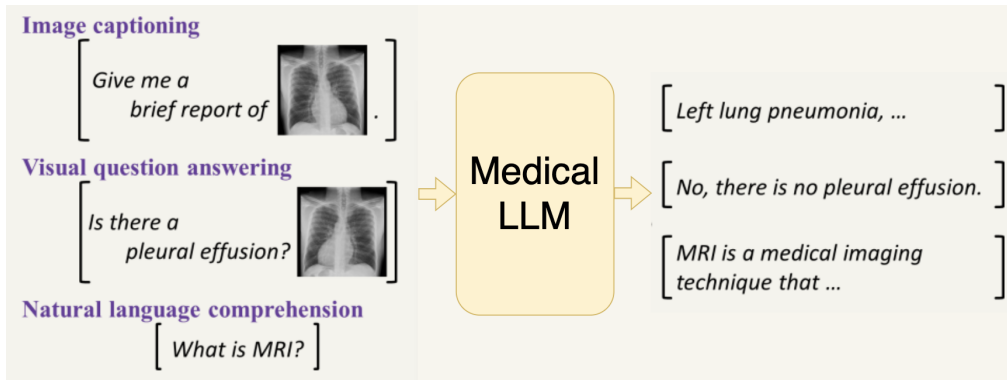 Image captioning
Give me a
brief report of .
Visual question answering
Is there a
pleural effusion?
Natural language comprehension
What is MRI?
Medical
LLM
Left lung pneumonia, ...
No, there is no pleural effusion.
MRI is a medical imaging
technique that ...